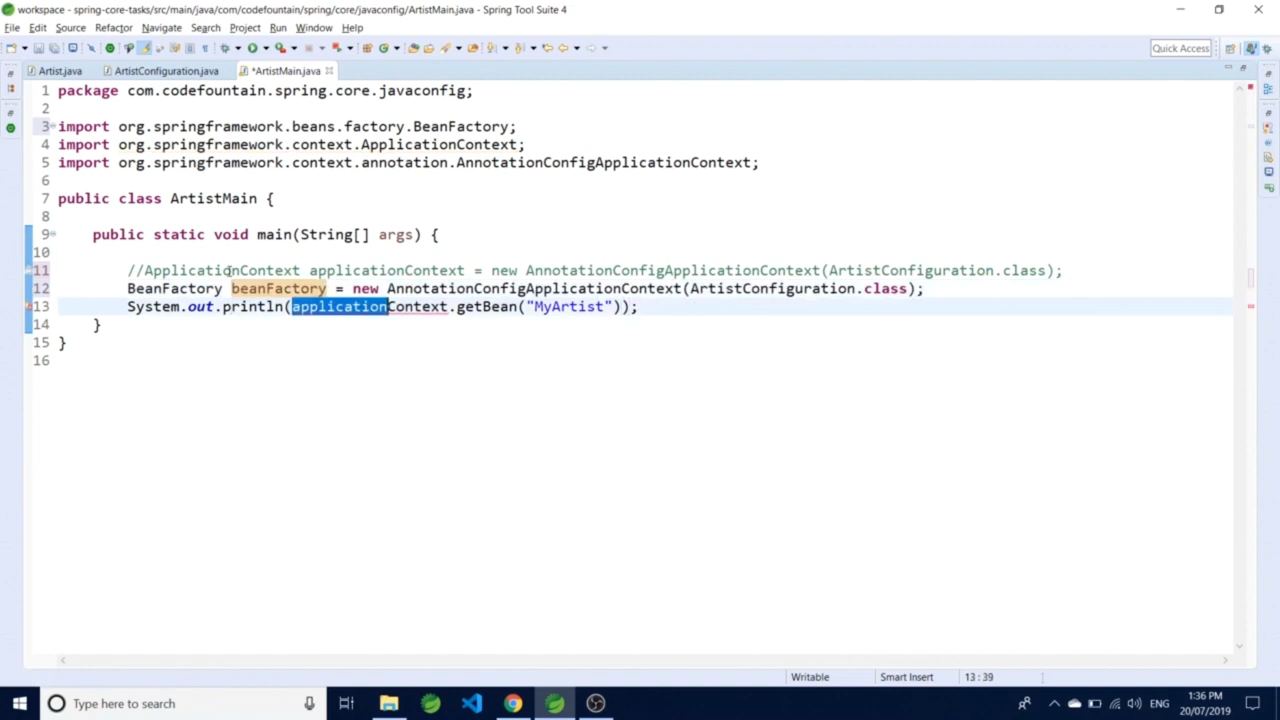 workspace - spring-core-tasks/src/main/java/com/codefountain/spring/core/javaconfig/ArtistMain.java - Spring Tool Suite 4
File Edit Source Refactor Navigate Search Project Run Window Help
Quick Access
Artist.java ArtistConfiguration.java *ArtistMain.java
1 package com.codefountain.spring.core.javaconfig;
2
3 import org.springframework.beans.factory.BeanFactory;
4 import org.springframework.context.ApplicationContext;
5 import org.springframework.context.annotation.AnnotationConfigApplicationContext;
6
7 public class ArtistMain {
8
9 public static void main(String[] args) {
10
11 //ApplicationContext applicationContext = new AnnotationConfigApplicationContext(ArtistConfiguration.class);
12 BeanFactory beanFactory = new AnnotationConfigApplicationContext(ArtistConfiguration.class);
13 System.out.println(applicationContext.getBean("MyArtist"));
14 }
15 }
16
Writable Smart Insert 13 : 39
Type here to search
ENG
1:36 PM
20/07/2019